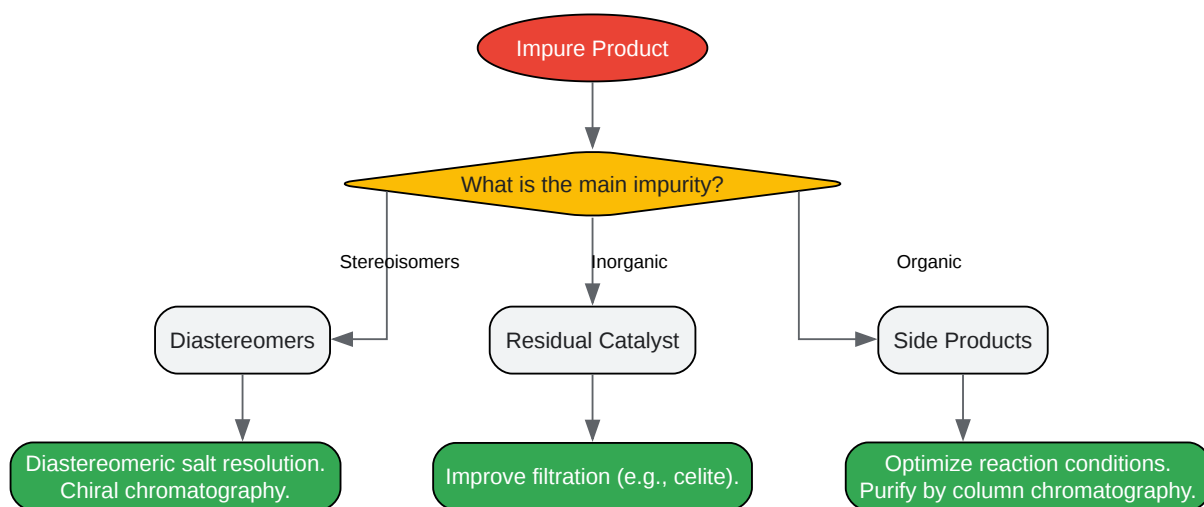 Impure Product
What is the main impurity?
Stereoisomers
Inorganic
Organic
Diastereomers
Residual Catalyst
Side Products
Diastereomeric salt resolution.
Chiral chromatography.
Improve filtration (e.g., celite).
Optimize reaction conditions.
Purify by column chromatography.